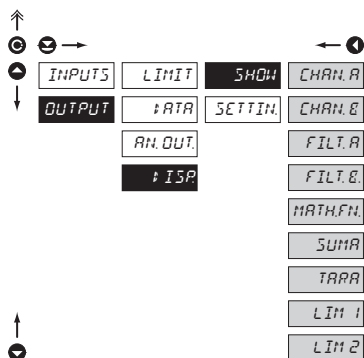 INPUTS LIMIT SHOW CHAN. A
OUTPUT DATA SETTIN. CHAN. B
AN. OUT. FILT. A
DISP. FILT. B.
MATH.FN.
SUMA
TARA
LIM 1
LIM 2